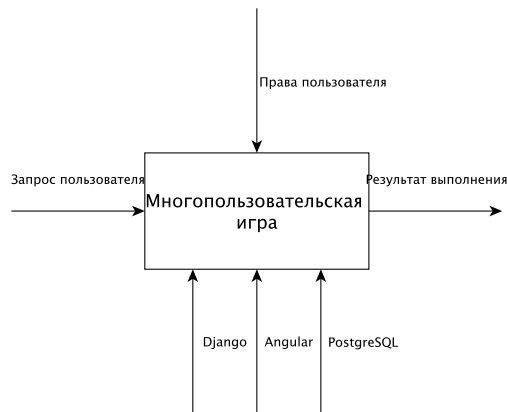 Права пользователя
Запрос пользователя
Результат выполнения
Многопользовательская
игра
Django
Angular
PostgreSQL